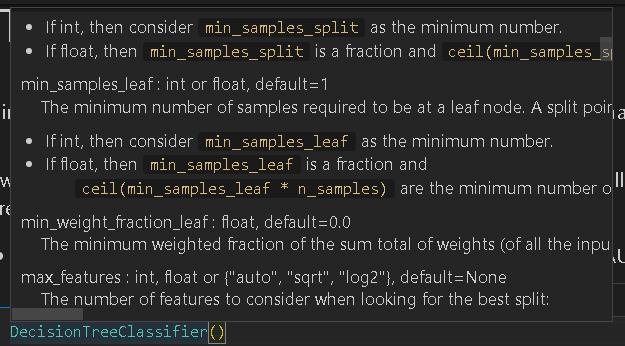 If int, then consider min_samples_split as the minimum number.
If float, then min_samples_split is a fraction and ceil(min_samples_s
min_samples_leaf : int or float, default=1
The minimum number of samples required to be at a leaf node. A split poin
If int, then consider min_samples_leaf as the minimum number.
If float, then min_samples_leaf is a fraction and
ceil(min_samples_leaf * n_samples) are the minimum number o
min_weight_fraction_leaf : float, default=0.0
The minimum weighted fraction of the sum total of weights (of all the inpu
max_features : int, float or {"auto", "sqrt", "log2"}, default=None
The number of features to consider when looking for the best split:
DecisionTreeClassifier()